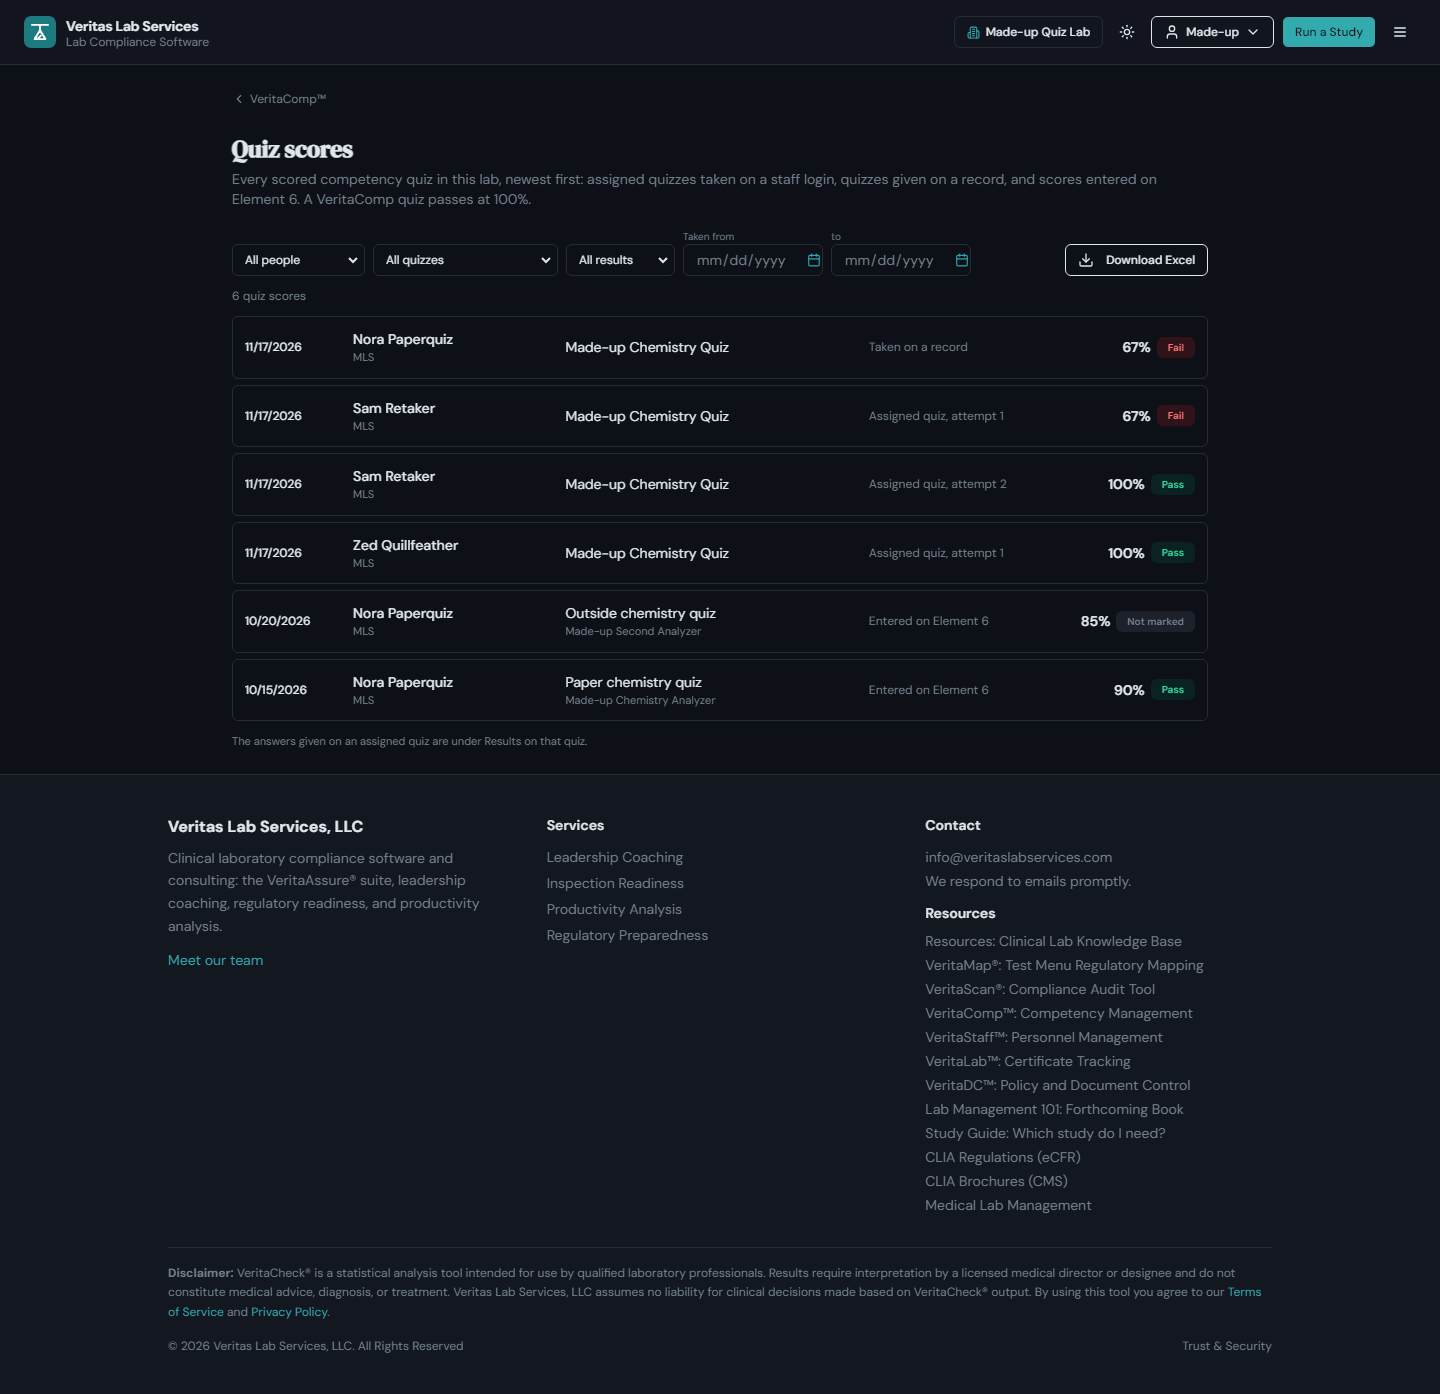 Veritas Lab Services
Lab Compliance Software
Made-up Quiz Lab
Made-up
Run a Study
VeritaComp™
Quiz scores
Every scored competency quiz in this lab, newest first: assigned quizzes taken on a staff login, quizzes given on a record, and scores entered on
Element 6. A VeritaComp quiz passes at 100%.
All people
All quizzes
All results
Taken from
mm/dd/yyyy
to
mm/dd/yyyy
Download Excel
6 quiz scores
11/17/2026
Nora Paperquiz
MLS
Made-up Chemistry Quiz
Taken on a record
67% Fail
11/17/2026
Sam Retaker
MLS
Made-up Chemistry Quiz
Assigned quiz, attempt 1
67% Fail
11/17/2026
Sam Retaker
MLS
Made-up Chemistry Quiz
Assigned quiz, attempt 2
100% Pass
11/17/2026
Zed Quillfeather
MLS
Made-up Chemistry Quiz
Assigned quiz, attempt 1
100% Pass
10/20/2026
Nora Paperquiz
MLS
Outside chemistry quiz
Made-up Second Analyzer
Entered on Element 6
85% Not marked
10/15/2026
Nora Paperquiz
MLS
Paper chemistry quiz
Made-up Chemistry Analyzer
Entered on Element 6
90% Pass
The answers given on an assigned quiz are under Results on that quiz.
Veritas Lab Services, LLC
Clinical laboratory compliance software and
consulting: the VeritaAssure® suite, leadership
coaching, regulatory readiness, and productivity
analysis.
Meet our team
Services
Leadership Coaching
Inspection Readiness
Productivity Analysis
Regulatory Preparedness
Contact
info@veritaslabservices.com
We respond to emails promptly.
Resources
Resources: Clinical Lab Knowledge Base
VeritaMap®: Test Menu Regulatory Mapping
VeritaScan®: Compliance Audit Tool
VeritaComp™: Competency Management
VeritaStaff™: Personnel Management
VeritaLab™: Certificate Tracking
VeritaDC™: Policy and Document Control
Lab Management 101: Forthcoming Book
Study Guide: Which study do I need?
CLIA Regulations (eCFR)
CLIA Brochures (CMS)
Medical Lab Management
Disclaimer: VeritaCheck® is a statistical analysis tool intended for use by qualified laboratory professionals. Results require interpretation by a licensed medical director or designee and do not
constitute medical advice, diagnosis, or treatment. Veritas Lab Services, LLC assumes no liability for clinical decisions made based on VeritaCheck® output. By using this tool you agree to our Terms
of Service and Privacy Policy.
© 2026 Veritas Lab Services, LLC. All Rights Reserved
Trust & Security